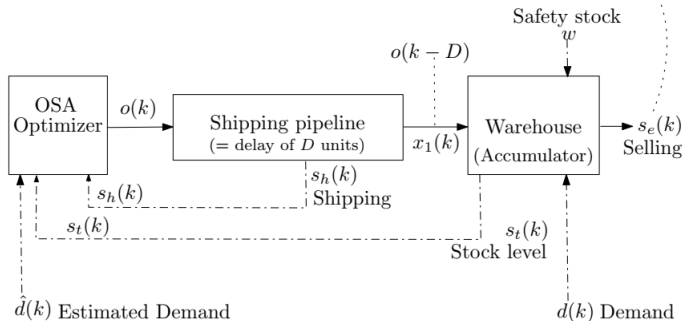 Safety stock
w
o(k − D)
OSA
Optimizer
o(k)
Shipping pipeline
(= delay of D units)
x₁(k)
Warehouse
(Accumulator)
sₑ(k)
Selling
sₕ(k)
Shipping
sₕ(k)
sₜ(k)
sₜ(k)
Stock level
d̂(k) Estimated Demand
d(k) Demand